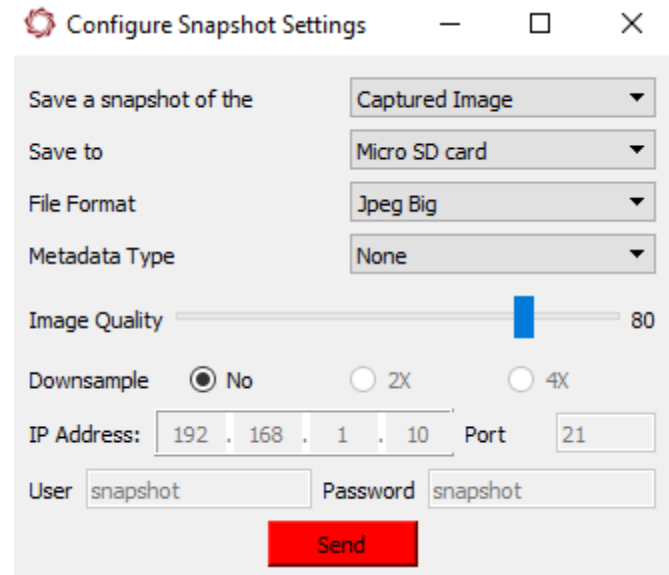 Configure Snapshot Settings
Save a snapshot of the Captured Image
Save to Micro SD card
File Format Jpeg Big
Metadata Type None
Image Quality 80
Downsample No 2X 4X
IP Address: 192 . 168 . 1 . 10 Port 21
User snapshot Password snapshot
Send